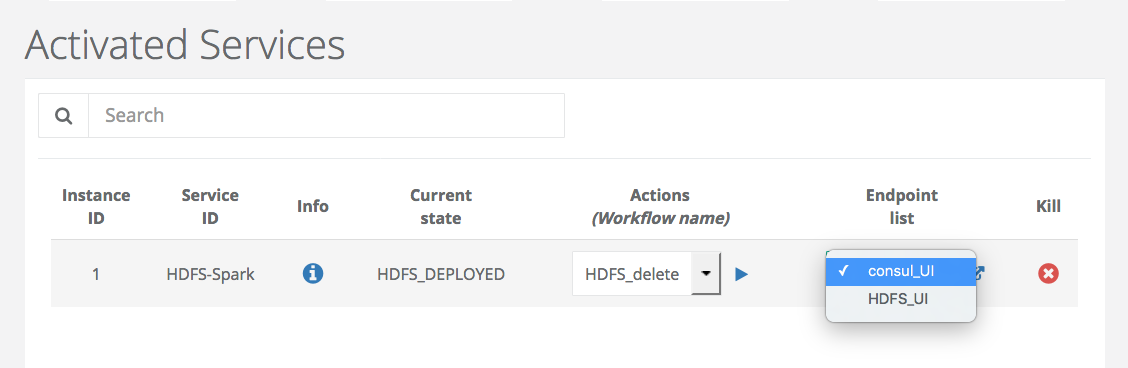 Activated Services
Search
Instance ID
Service ID
Info
Current state
Actions (Workflow name)
Endpoint list
Kill
1
HDFS-Spark
HDFS_DEPLOYED
HDFS_delete
consul_UI
HDFS_UI